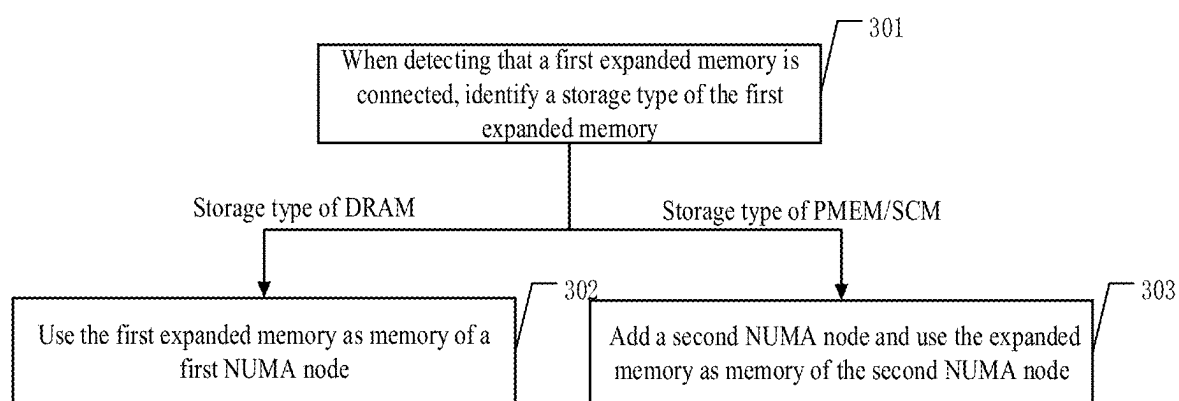 301
When detecting that a first expanded memory is
connected, identify a storage type of the first
expanded memory
Storage type of DRAM
Storage type of PMEM/SCM
302
Use the first expanded memory as memory of a
first NUMA node
303
Add a second NUMA node and use the expanded
memory as memory of the second NUMA node